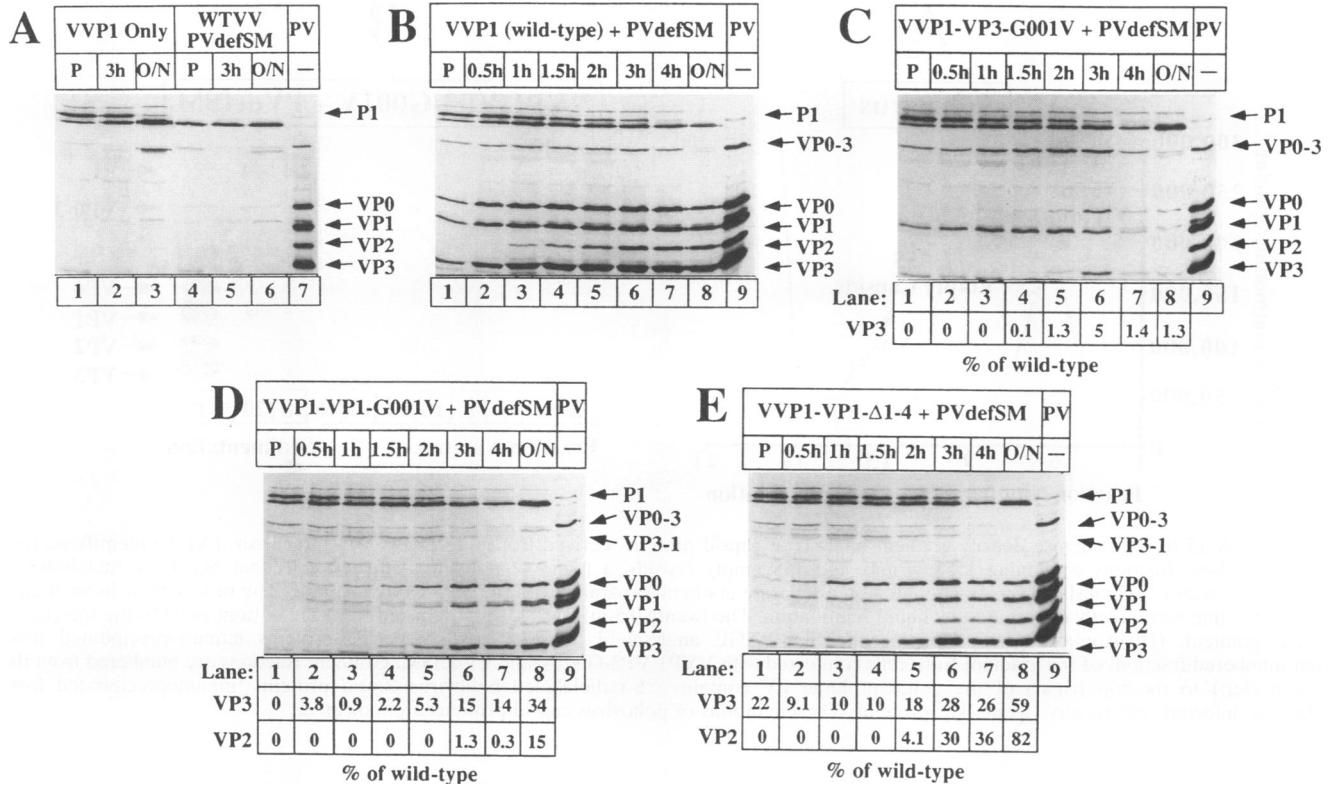 A
VVP1 Only WTVV PVdefSM PV
P 3h O/N P 3h O/N —
P1
VP0
VP1
VP2
VP3
1 2 3 4 5 6 7
B
VVP1 (wild-type) + PVdefSM PV
P 0.5h 1h 1.5h 2h 3h 4h O/N —
P1
VP0-3
VP0
VP1
VP2
VP3
1 2 3 4 5 6 7 8 9
C
VVP1-VP3-G001V + PVdefSM PV
P 0.5h 1h 1.5h 2h 3h 4h O/N —
P1
VP0-3
VP0
VP1
VP2
VP3
Lane: 1 2 3 4 5 6 7 8 9
VP3 0 0 0 0.1 1.3 5 1.4 1.3
% of wild-type
D
VVP1-VP1-G001V + PVdefSM PV
P 0.5h 1h 1.5h 2h 3h 4h O/N —
P1
VP0-3
VP3-1
VP0
VP1
VP2
VP3
Lane: 1 2 3 4 5 6 7 8 9
VP3 0 3.8 0.9 2.2 5.3 15 14 34
VP2 0 0 0 0 0 1.3 0.3 15
% of wild-type
E
VVP1-VP1-Δ1-4 + PVdefSM PV
P 0.5h 1h 1.5h 2h 3h 4h O/N —
P1
VP0-3
VP3-1
VP0
VP1
VP2
VP3
Lane: 1 2 3 4 5 6 7 8 9
VP3 22 9.1 10 10 18 28 26 59
VP2 0 0 0 0 4.1 30 36 82
% of wild-type